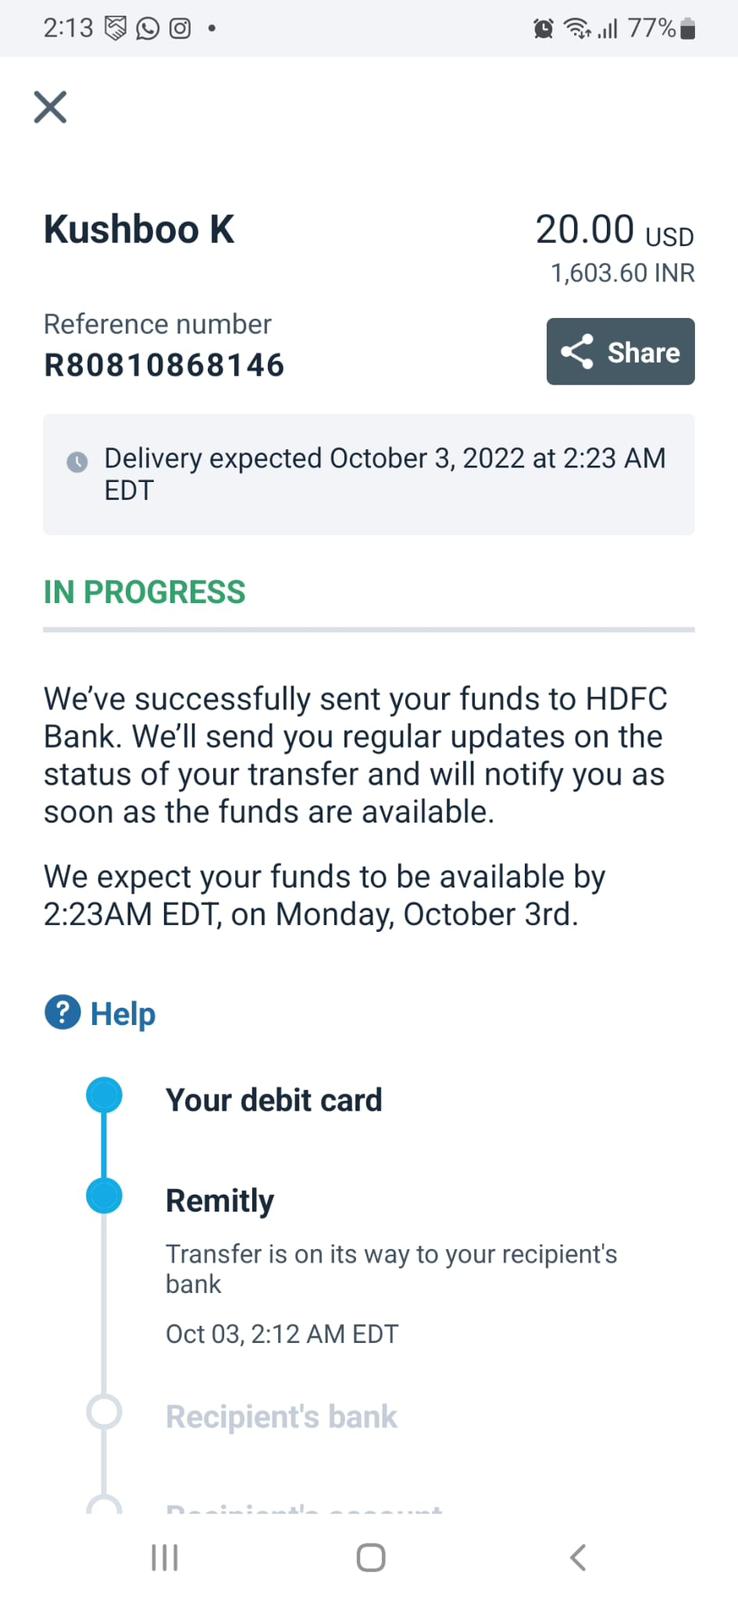 2:13
77%
Kushboo K
20.00 USD
1,603.60 INR
Reference number
R80810868146
Share
Delivery expected October 3, 2022 at 2:23 AM
EDT
IN PROGRESS
We’ve successfully sent your funds to HDFC
Bank. We’ll send you regular updates on the
status of your transfer and will notify you as
soon as the funds are available.
We expect your funds to be available by
2:23AM EDT, on Monday, October 3rd.
? Help
Your debit card
Remitly
Transfer is on its way to your recipient's
bank
Oct 03, 2:12 AM EDT
Recipient's bank
Recipient's account